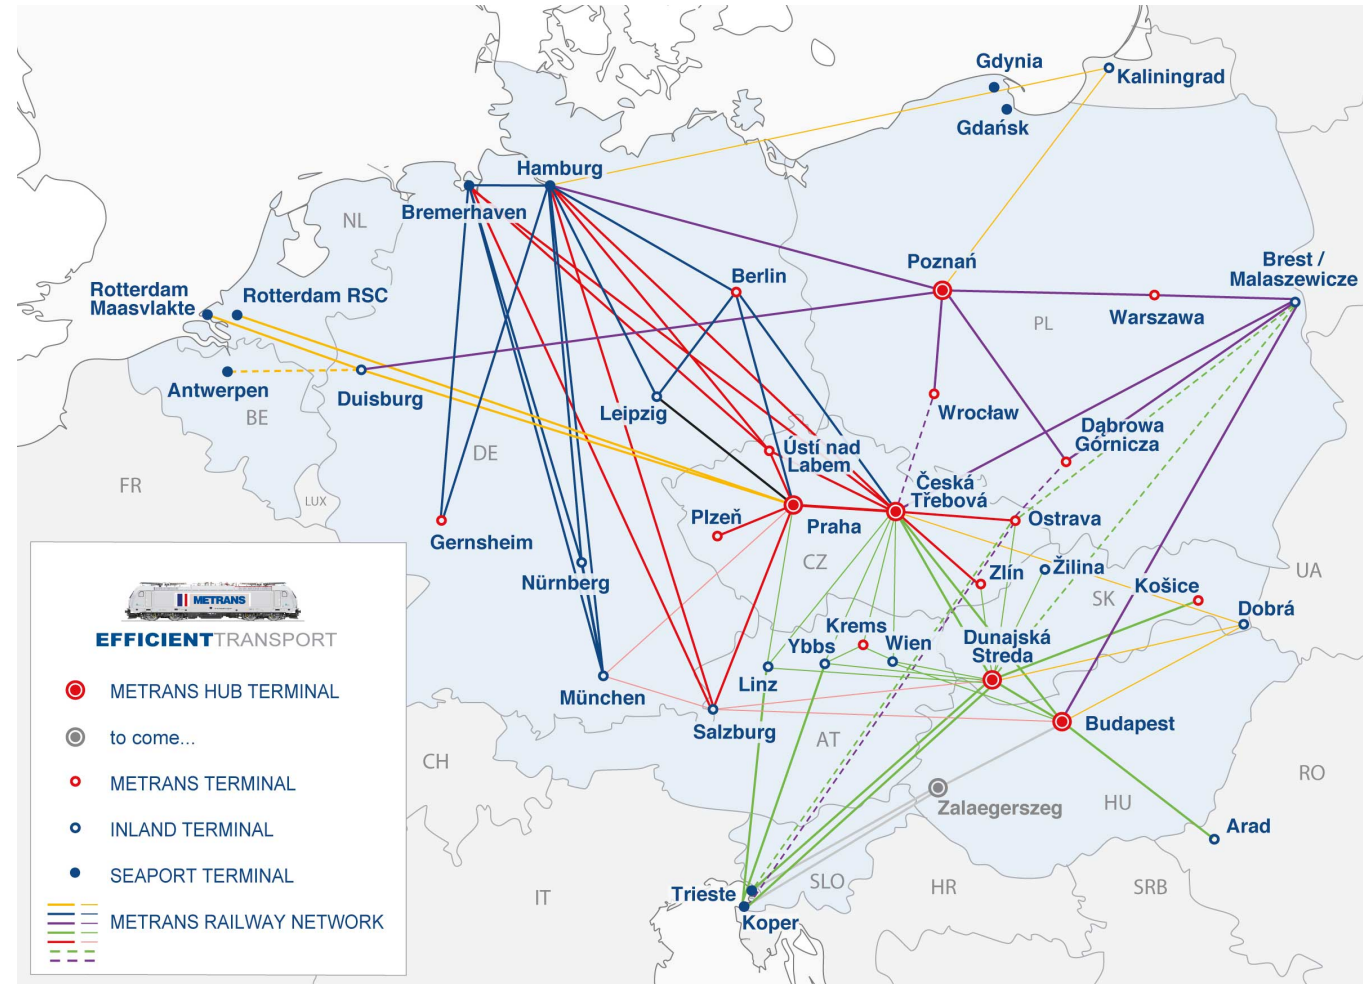 Gdynia
Kaliningrad
Gdańsk
Hamburg
Bremerhaven
NL
Berlin
Poznań
Brest /
Malaszewicze
Rotterdam
Maasvlakte
Rotterdam RSC
PL
Warszawa
Antwerpen
Duisburg
BE
Leipzig
Wrocław
Dąbrowa
Górnicza
DE
Ústí nad
Labem
FR
LUX
Česká
Třebová
Plzeň
Praha
Ostrava
Gernsheim
CZ
Nürnberg
Zlín
Žilina
UA
SK
Košice
Dobrá
Krems
Ybbs
Wien
Dunajská
Streda
Linz
München
Salzburg
Budapest
AT
CH
RO
Zalaegerszeg
HU
Arad
Trieste
SLO
HR
SRB
IT
Koper
METRANS
EFFICIENTTRANSPORT
METRANS HUB TERMINAL
to come...
METRANS TERMINAL
INLAND TERMINAL
SEAPORT TERMINAL
METRANS RAILWAY NETWORK